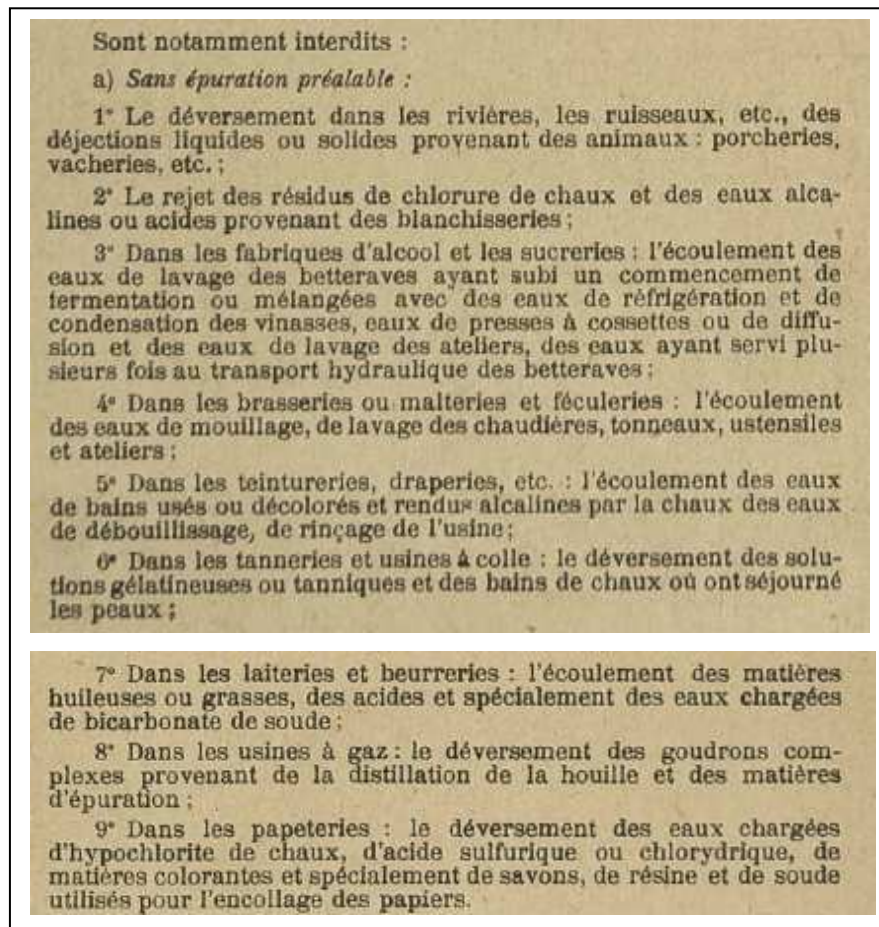 Sont notamment interdits :
a) Sans épuration préalable :
1° Le déversement dans les rivières, les ruisseaux, etc., des
déjections liquides ou solides provenant des animaux : porcheries,
vacheries, etc. ;
2° Le rejet des résidus de chlorure de chaux et des eaux alca-
lines ou acides provenant des blanchisseries ;
3° Dans les fabriques d'alcool et les sucreries : l'écoulement des
eaux de lavage des betteraves ayant subi un commencement de
fermentation ou mélangées avec des eaux de réfrigération et de
condensation des vinasses, eaux de presses à cossettes ou de diffu-
sion et des eaux de lavage des ateliers, des eaux ayant servi plu-
sieurs fois au transport hydraulique des betteraves ;
4° Dans les brasseries ou malteries et féculeries : l'écoulement
des eaux de mouillage, de lavage des chaudières, tonneaux, ustensiles
et ateliers ;
5° Dans les teintureries, draperies, etc. : l'écoulement des eaux
de bains usés ou décolorés et rendus alcalines par la chaux des eaux
de débouillissage, de rinçage de l'usine ;
6° Dans les tanneries et usines à colle : le déversement des solu-
tions gélatineuses ou tanniques et des bains de chaux où ont séjourné
les peaux ;
7° Dans les laiteries et beurreries : l'écoulement des matières
huileuses ou grasses, des acides et spécialement des eaux chargées
de bicarbonate de soude ;
8° Dans les usines à gaz : le déversement des goudrons com-
plexes provenant de la distillation de la houille et des matières
d'épuration ;
9° Dans les papeteries : le déversement des eaux chargées
d'hypochlorite de chaux, d'acide sulfurique ou chlorydrique, de
matières colorantes et spécialement de savons, de résine et de soude
utilisés pour l'encollage des papiers.